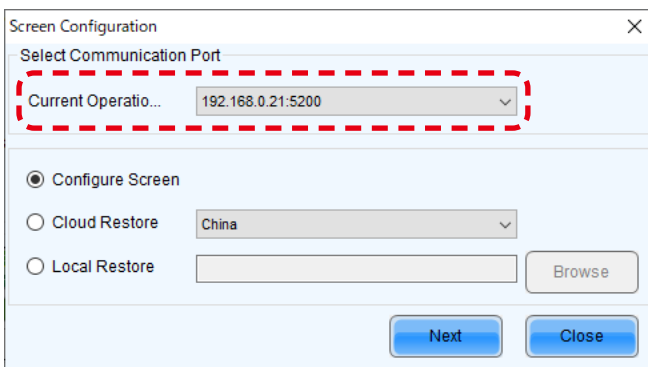 Screen Configuration
Select Communication Port
Current Operatio... 192.168.0.21:5200
Configure Screen
Cloud Restore China
Local Restore Browse
Next Close